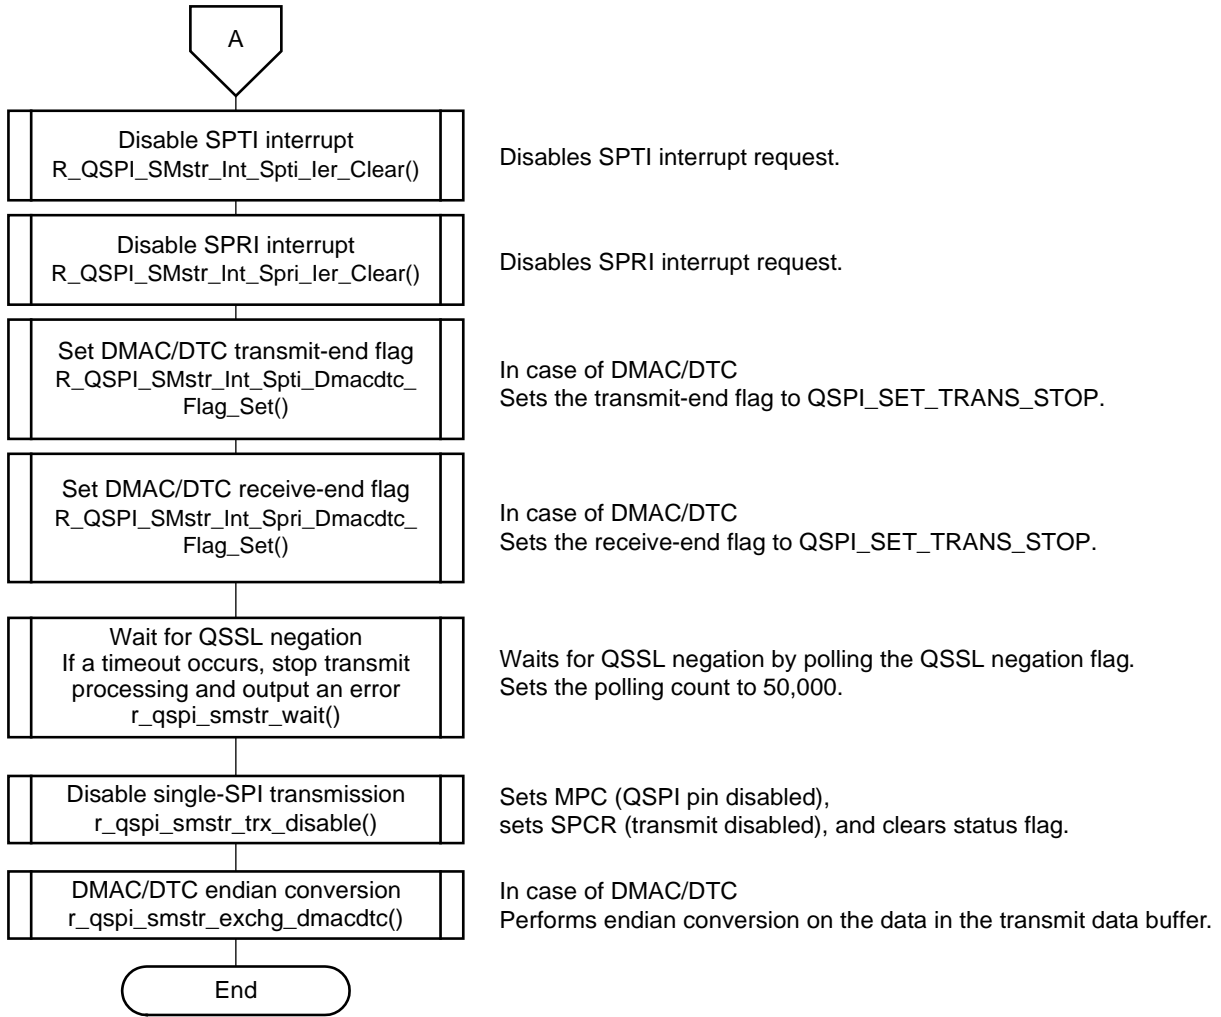 A
Disable SPTI interrupt
R_QSPI_SMstr_Int_Spti_Ier_Clear()
Disables SPTI interrupt request.
Disable SPRI interrupt
R_QSPI_SMstr_Int_Spri_Ier_Clear()
Disables SPRI interrupt request.
Set DMAC/DTC transmit-end flag
R_QSPI_SMstr_Int_Spti_Dmacdtc_
Flag_Set()
In case of DMAC/DTC
Sets the transmit-end flag to QSPI_SET_TRANS_STOP.
Set DMAC/DTC receive-end flag
R_QSPI_SMstr_Int_Spri_Dmacdtc_
Flag_Set()
In case of DMAC/DTC
Sets the receive-end flag to QSPI_SET_TRANS_STOP.
Wait for QSSL negation
If a timeout occurs, stop transmit
processing and output an error
r_qspi_smstr_wait()
Waits for QSSL negation by polling the QSSL negation flag.
Sets the polling count to 50,000.
Disable single-SPI transmission
r_qspi_smstr_trx_disable()
Sets MPC (QSPI pin disabled),
sets SPCR (transmit disabled), and clears status flag.
DMAC/DTC endian conversion
r_qspi_smstr_exchg_dmacdtc()
In case of DMAC/DTC
Performs endian conversion on the data in the transmit data buffer.
End